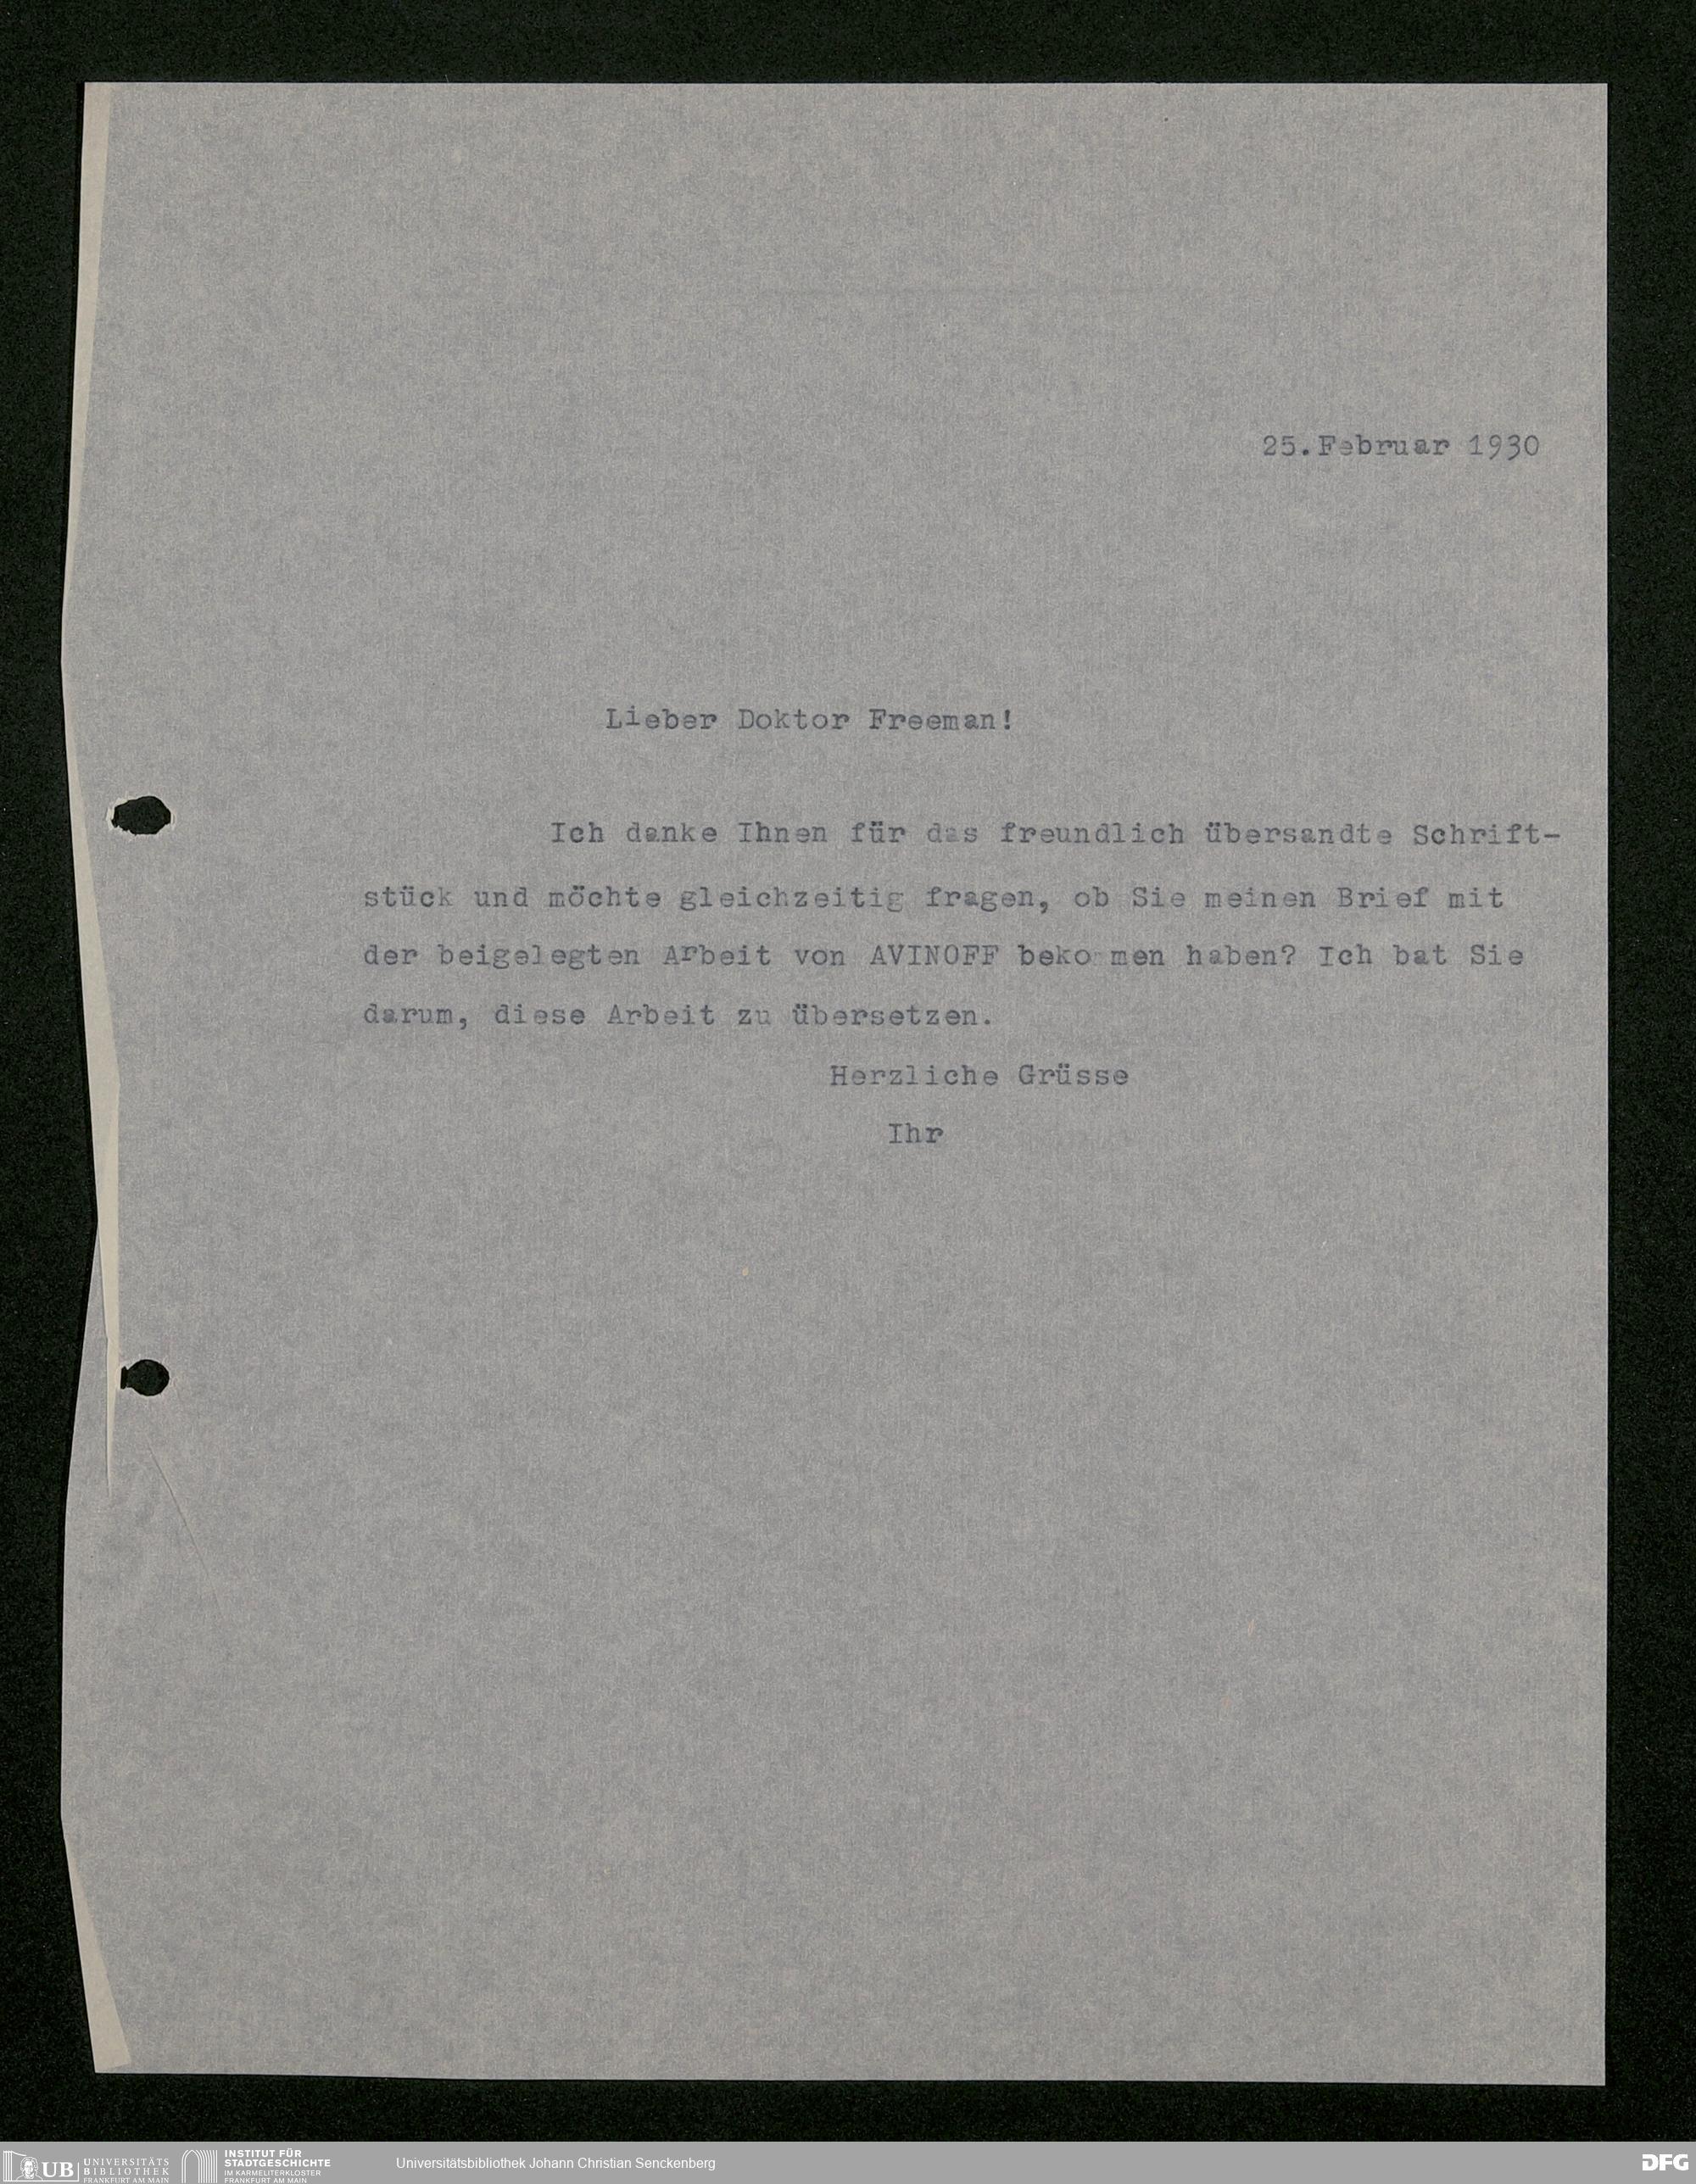 25.Februar 1930
Lieber Doktor Freeman!
Ich danke Ihnen für das freundlich übersandte Schrift-
stück und möchte gleichzeitig fragen, ob Sie meinen Brief mit
der beigelegten Arbeit von AVINOFF beko men haben? Ich bat Sie
darum, diese Arbeit zu übersetzen.
Herzliche Grüsse
Ihr
UB UNIVERSITÄTS
BIBLIOTHEK
FRANKFURT AM MAIN
INSTITUT FÜR
STADTGESCHICHTE
IM KARMELITERKLOSTER
FRANKFURT AM MAIN
Universitätsbibliothek Johann Christian Senckenberg
DFG